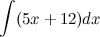 ∫(5x + 12)dx